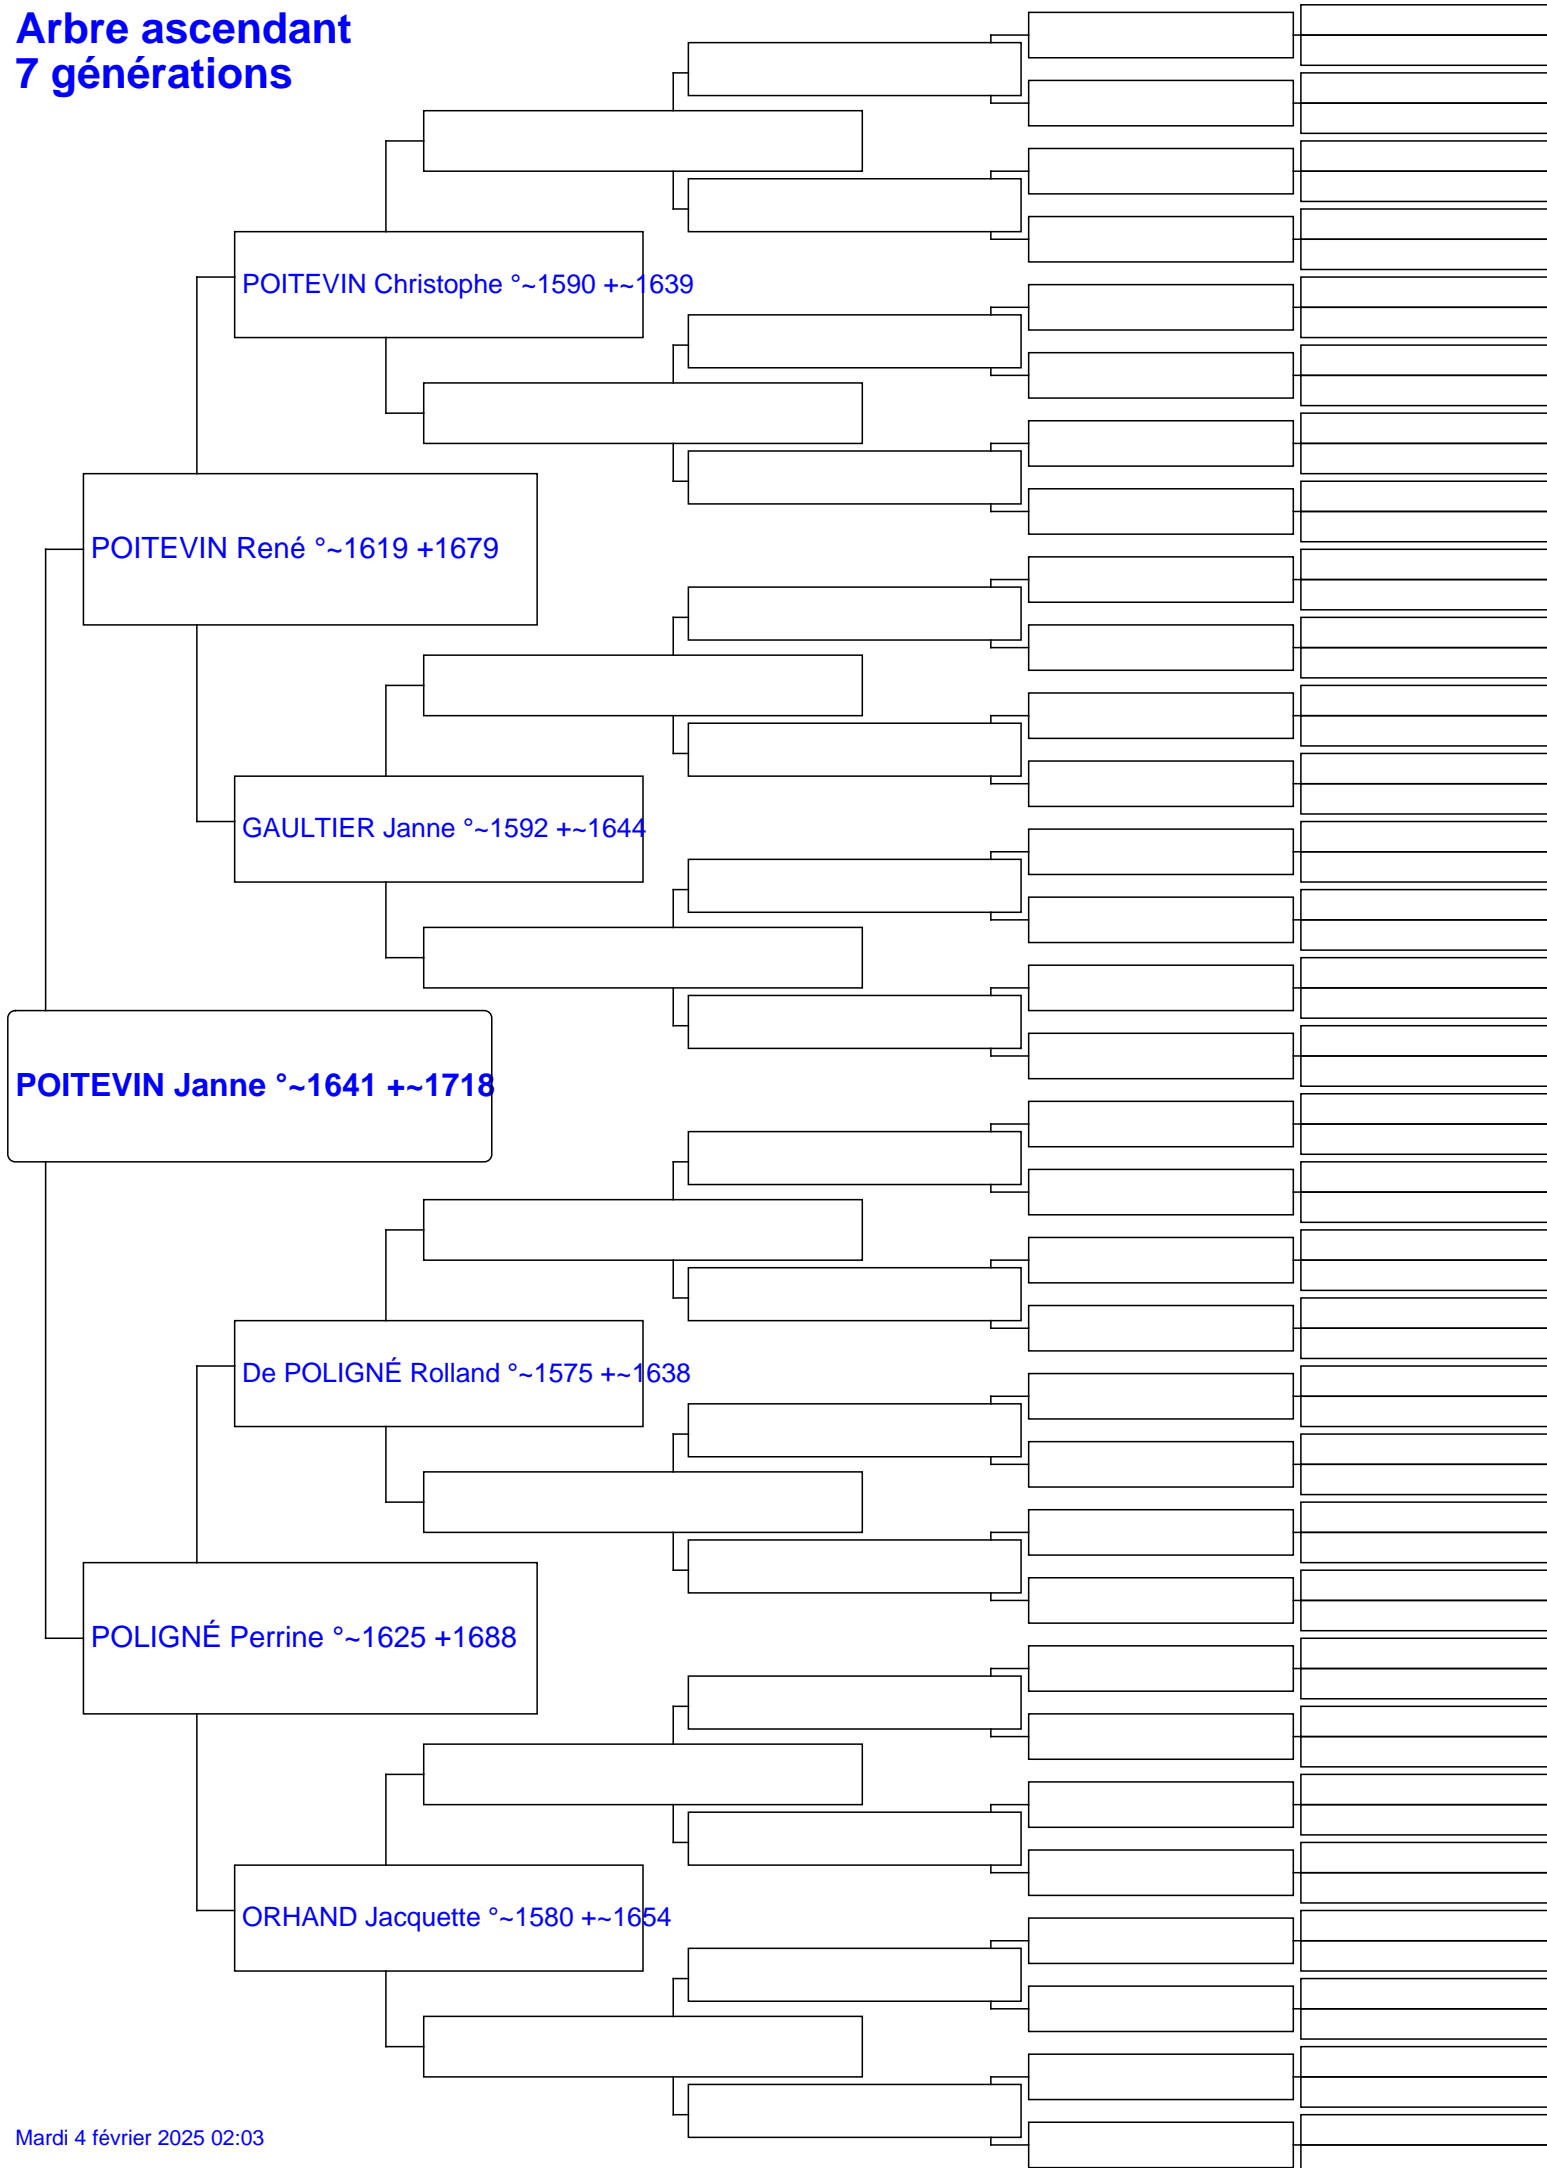 Arbre ascendant
7 générations
POITEVIN Christophe °~1590 +~1639
POITEVIN René °~1619 +1679
GAULTIER Janne °~1592 +~1644
POITEVIN Janne °~1641 +~1718
De POLIGNÉ Rolland °~1575 +~1638
POLIGNÉ Perrine °~1625 +1688
ORHAND Jacquette °~1580 +~1654
Mardi 4 février 2025 02:03